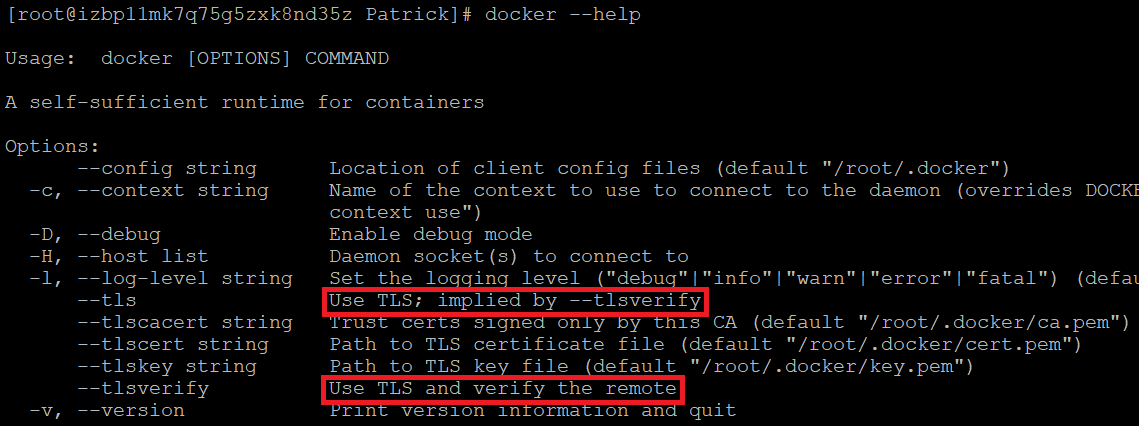 [root@izbp11mk7q75g5zxk8nd35z Patrick]# docker --help
Usage:  docker [OPTIONS] COMMAND
A self-sufficient runtime for containers
Options:
      --config string      Location of client config files (default "/root/.docker")
  -c, --context string     Name of the context to use to connect to the daemon (overrides DOCKE
                           context use")
  -D, --debug              Enable debug mode
  -H, --host list          Daemon socket(s) to connect to
  -l, --log-level string   Set the logging level ("debug"|"info"|"warn"|"error"|"fatal") (defau
      --tls                Use TLS; implied by --tlsverify
      --tlscacert string   Trust certs signed only by this CA (default "/root/.docker/ca.pem")
      --tlscert string     Path to TLS certificate file (default "/root/.docker/cert.pem")
      --tlskey string      Path to TLS key file (default "/root/.docker/key.pem")
      --tlsverify          Use TLS and verify the remote
  -v, --version            Print version information and quit